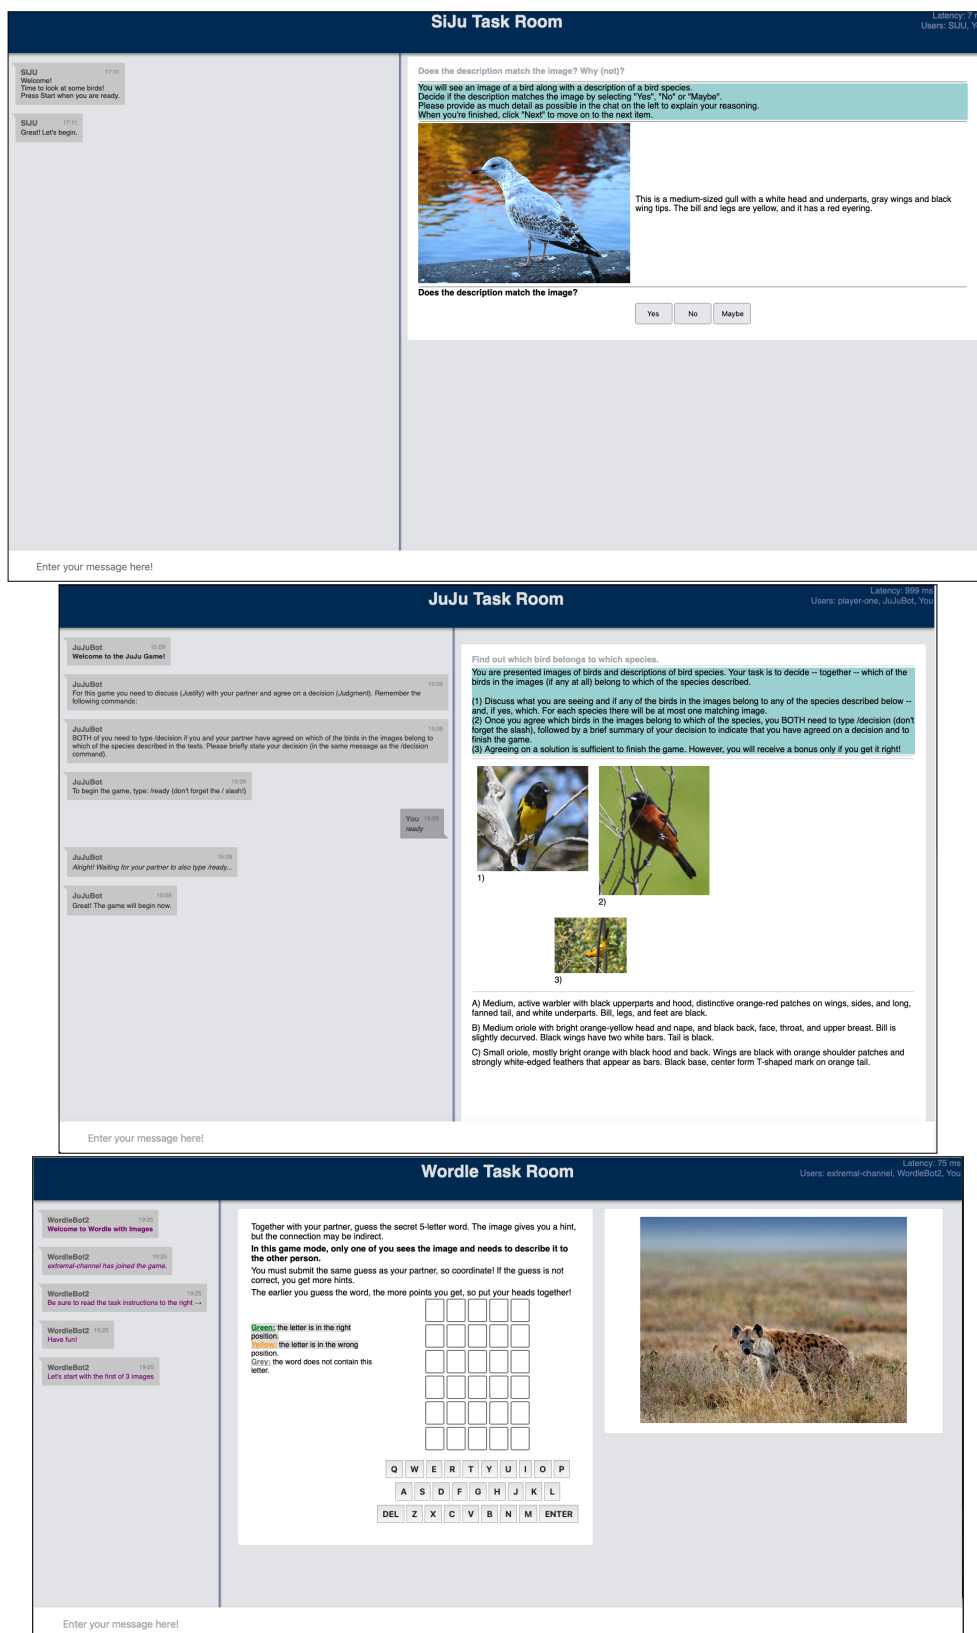 SiJu Task Room
Latency: 7
Users: SIJU,
SIJU 17:11
Welcome!
Time to look at some birds!
Press Start when you are ready.
SIJU 17:11
Great! Let's begin.
Does the description match the image? Why (not)?
You will see an image of a bird along with a description of a bird species.
Decide if the description matches the image by selecting "Yes", "No" or "Maybe".
Please provide as much detail as possible in the chat on the left to explain your reasoning.
When you're finished, click "Next" to move on to the next item.
This is a medium-sized gull with a white head and underparts, gray wings and black
wing tips. The bill and legs are yellow, and it has a red eyering.
Does the description match the image?
Yes No Maybe
Enter your message here!
JuJu Task Room
Latency: 999 ms
Users: player-one, JuJuBot, You
JuJuBot 15:09
Welcome to the JuJu Game!
JuJuBot 15:09
For this game you need to discuss (Justify) with your partner and agree on a decision (Judgment). Remember the
following commands:
JuJuBot 15:09
BOTH of you need to type /decision if you and your partner have agreed on which of the birds in the images belong to
which of the species described in the texts. Please briefly state your decision (in the same message as the /decision
command).
JuJuBot 15:09
To begin the game, type: /ready (don't forget the / slash!)
You 15:09
ready
JuJuBot 15:09
Alright! Waiting for your partner to also type /ready...
JuJuBot 15:09
Great! The game will begin now.
Find out which bird belongs to which species.
You are presented images of birds and descriptions of bird species. Your task is to decide -- together -- which of the
birds in the images (if any at all) belong to which of the species described.
(1) Discuss what you are seeing and if any of the birds in the images belong to any of the species described below --
and, if yes, which. For each species there will be at most one matching image.
(2) Once you agree which birds in the images belong to which of the species, you BOTH need to type /decision (don't
forget the slash), followed by a brief summary of your decision to indicate that you have agreed on a decision and to
finish the game.
(3) Agreeing on a solution is sufficient to finish the game. However, you will receive a bonus only if you get it right!
1)
2)
3)
A) Medium, active warbler with black upperparts and hood, distinctive orange-red patches on wings, sides, and long,
fanned tail, and white underparts. Bill, legs, and feet are black.
B) Medium oriole with bright orange-yellow head and nape, and black back, face, throat, and upper breast. Bill is
slightly decurved. Black wings have two white bars. Tail is black.
C) Small oriole, mostly bright orange with black hood and back. Wings are black with orange shoulder patches and
strongly white-edged feathers that appear as bars. Black base, center form T-shaped mark on orange tail.
Enter your message here!
Wordle Task Room
Latency: 75 ms
Users: extremal-channel, WordleBot2, You
WordleBot2 19:25
Welcome to Wordle with Images
WordleBot2 19:25
extremal-channel has joined the game.
WordleBot2 19:25
Be sure to read the task instructions to the right →
WordleBot2 19:25
Have fun!
WordleBot2 19:25
Let's start with the first of 3 images
Together with your partner, guess the secret 5-letter word. The image gives you a hint,
but the connection may be indirect.
In this game mode, only one of you sees the image and needs to describe it to
the other person.
You must submit the same guess as your partner, so coordinate! If the guess is not
correct, you get more hints.
The earlier you guess the word, the more points you get, so put your heads together!
Green: the letter is in the right
position.
Yellow: the letter is in the wrong
position.
Grey: the word does not contain this
letter.
Q W E R T Y U I O P
A S D F G H J K L
DEL Z X C V B N M ENTER
Enter your message here!